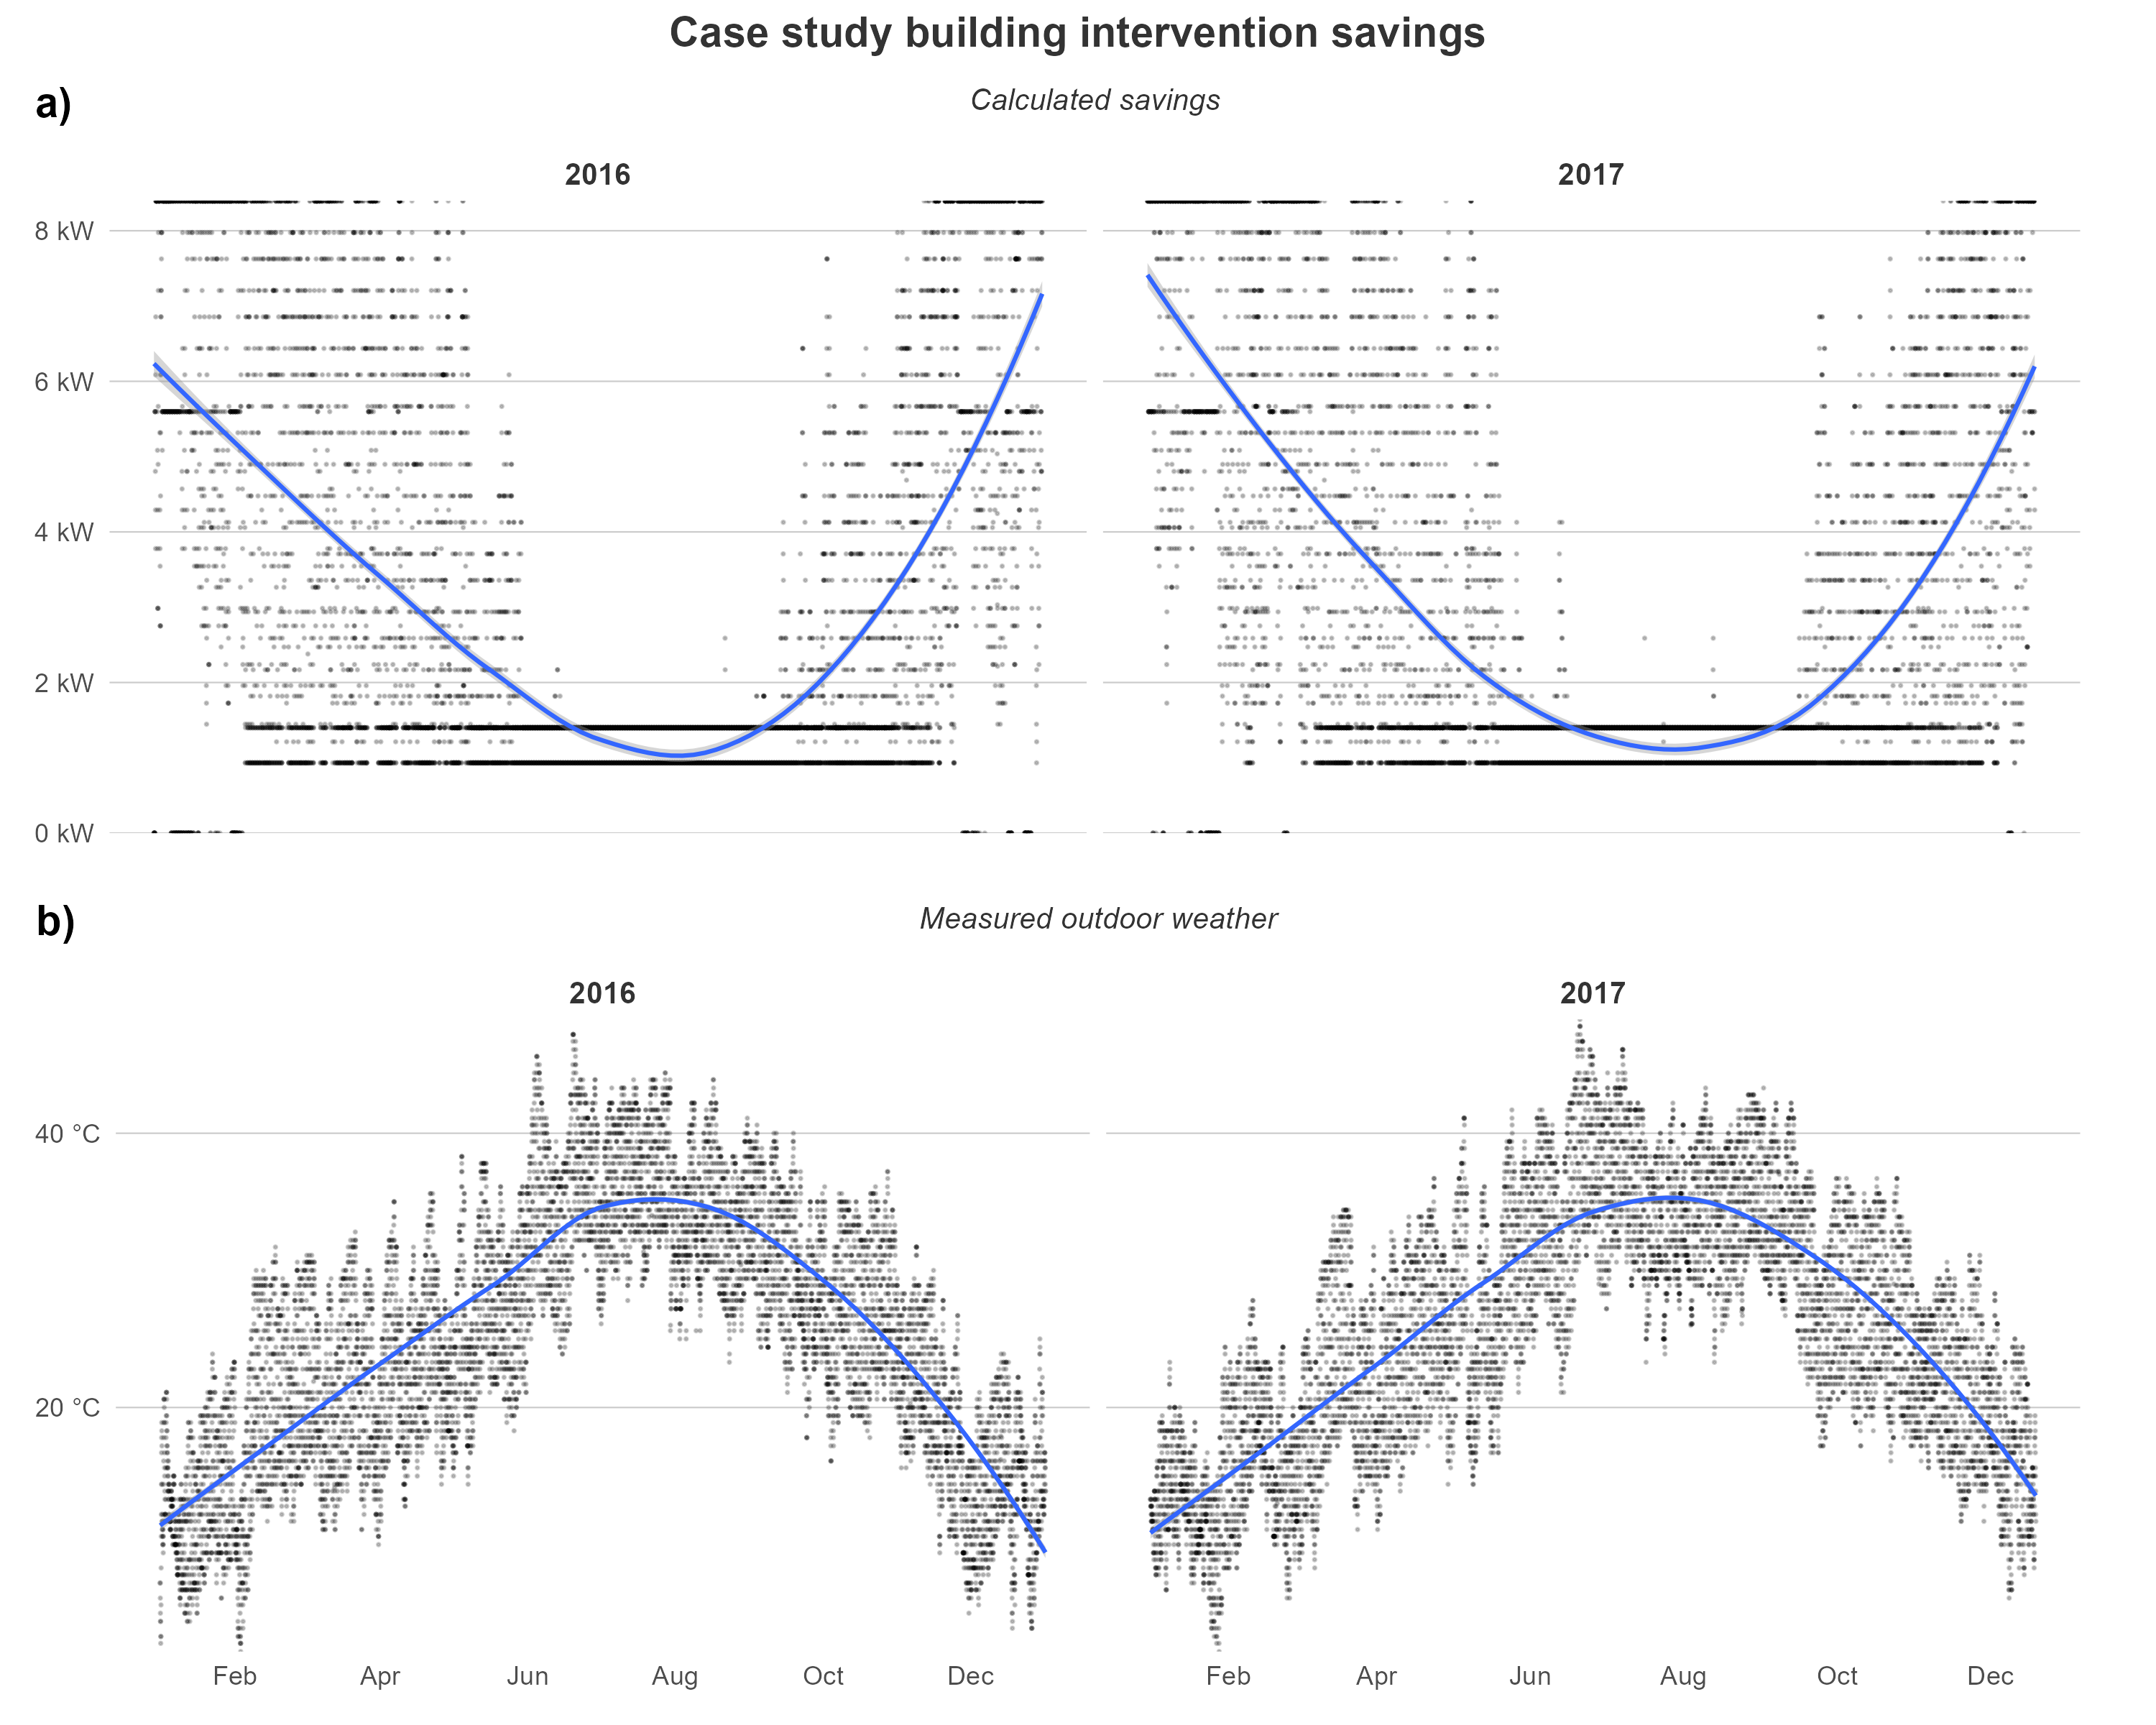 Case study building intervention savings
a)
Calculated savings
2016 2017
8 kW
6 kW
4 kW
2 kW
0 kW
b)
Measured outdoor weather
2016 2017
40 °C
20 °C
Feb Apr Jun Aug Oct Dec Feb Apr Jun Aug Oct Dec